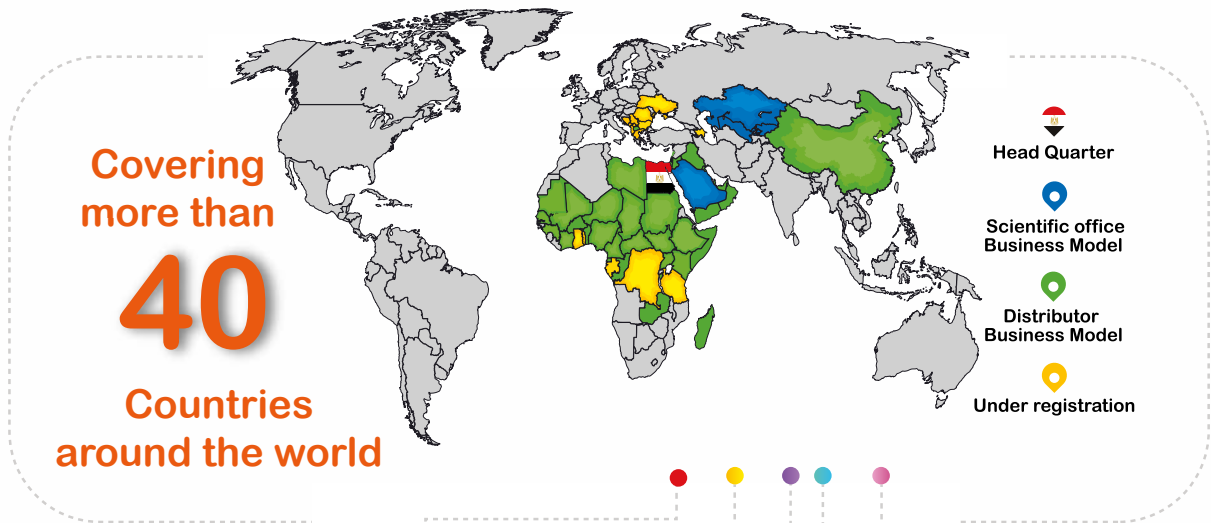 Covering
more than
40
Countries
around the world
Head Quarter
Scientific office
Business Model
Distributor
Business Model
Under registration